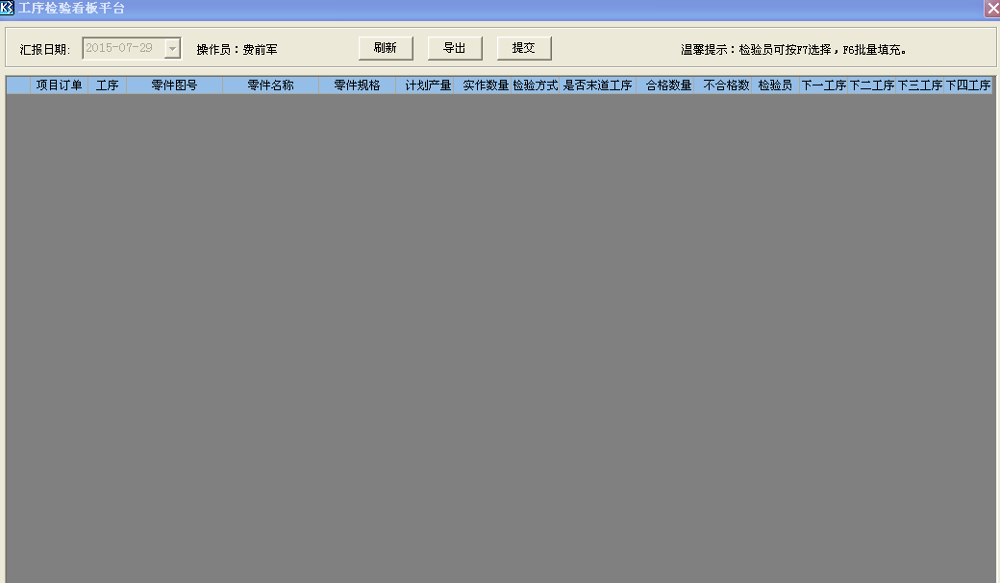 K3 工序检验看板平台
汇报日期: 2015-07-29 操作员：费前军 刷新 导出 提交 温馨提示：检验员可按F7选择，F6批量填充。
项目订单 工序 零件图号 零件名称 零件规格 计划产量 实作数量 检验方式 是否末道工序 合格数量 不合格数 检验员 下一工序 下二工序 下三工序 下四工序